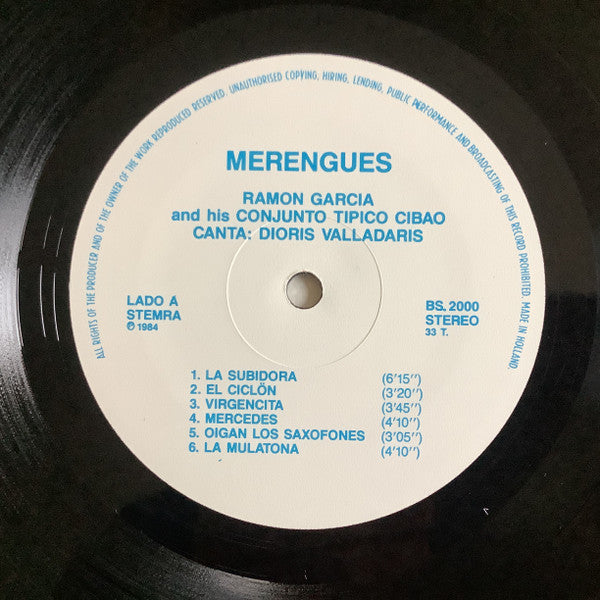 ALL RIGHTS OF THE PRODUCER AND OF THE OWNER OF THE WORK REPRODUCED RESERVED. UNAUTHORISED COPYING, HIRING, LENDING, PUBLIC PERFORMANCE AND BROADCASTING OF THIS RECORD PROHIBITED. MADE IN HOLLAND.
MERENGUES
RAMON GARCIA
and his CONJUNTO TIPICO CIBAO
CANTA: DIORIS VALLADARIS
LADO A
STEMRA
℗ 1984
BS. 2000
STEREO
33 T.
1. LA SUBIDORA (6'15'')
2. EL CICLÖN (3'20'')
3. VIRGENCITA (3'45'')
4. MERCEDES (4'10'')
5. OIGAN LOS SAXOFONES (3'05'')
6. LA MULATONA (4'10'')